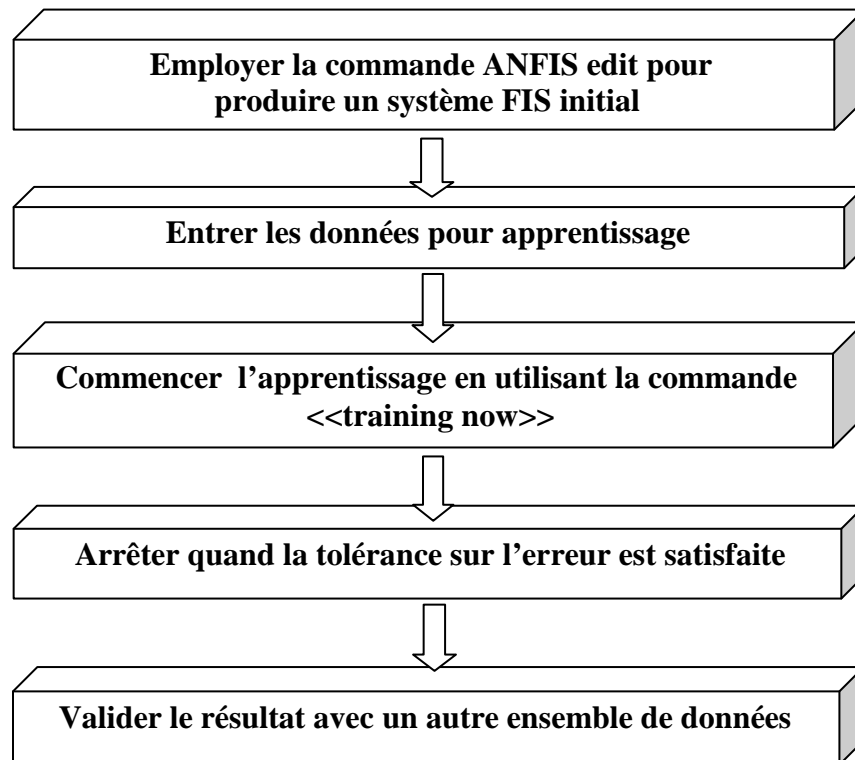 Employer la commande ANFIS edit pour
produire un système FIS initial
Entrer les données pour apprentissage
Commencer l’apprentissage en utilisant la commande
<<training now>>
Arrêter quand la tolérance sur l’erreur est satisfaite
Valider le résultat avec un autre ensemble de données